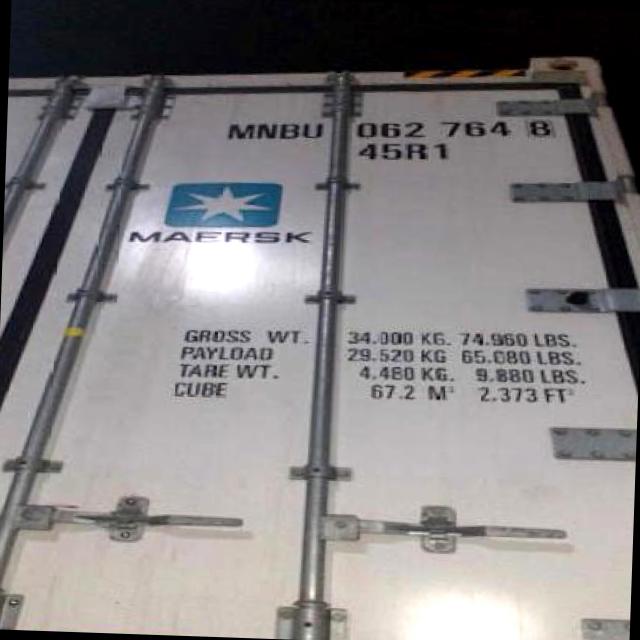 MNBU 062 764 8
45R1
MAERSK
GROSS WT. 34.000 KG. 74.960 LBS.
PAYLOAD 29.520 KG 65.080 LBS.
TARE WT. 4.480 KG. 9.880 LBS.
CUBE 67.2 M³ 2.373 FT³